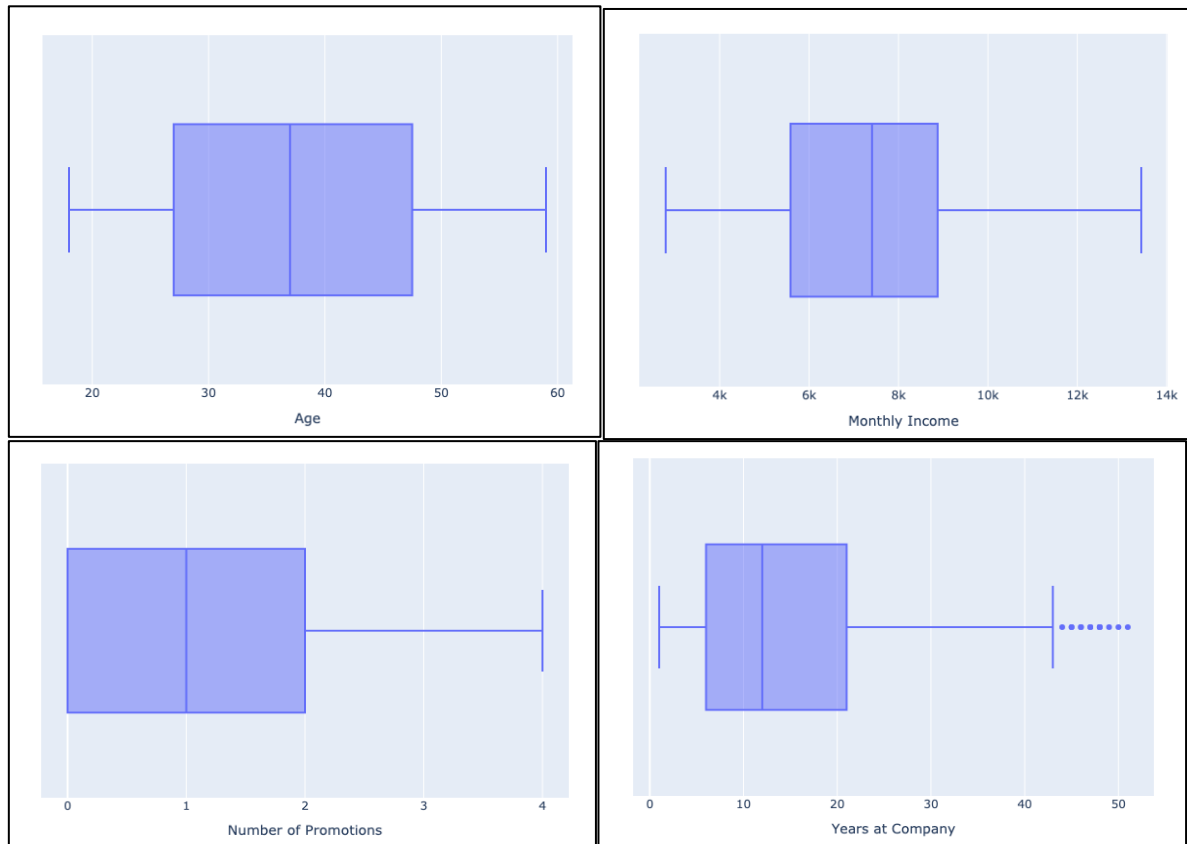 20 30 40 50 60
Age
4k 6k 8k 10k 12k 14k
Monthly Income
0 1 2 3 4
Number of Promotions
0 10 20 30 40 50
Years at Company